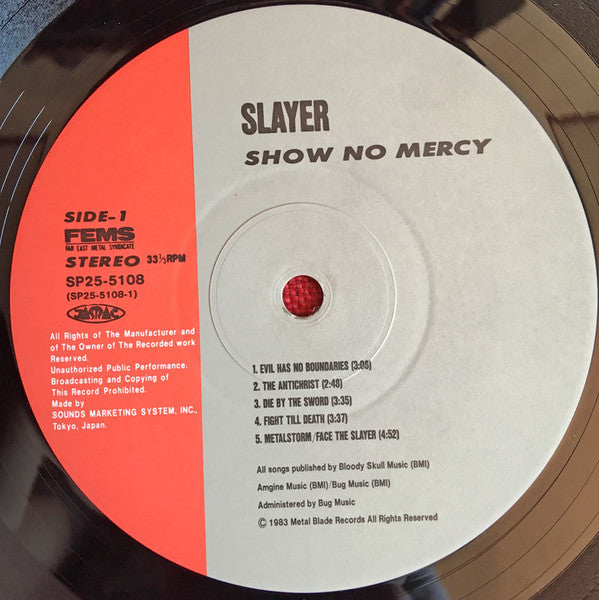 SLAYER
SHOW NO MERCY
SIDE-1
FEMS
FAR EAST METAL SYNDICATE
STEREO 33⅓RPM
SP25-5108
(SP25-5108-1)
JASRAC
All Rights of The Manufacturer and
of The Owner of The Recorded work
Reserved.
Unauthorized Public Performance.
Broadcasting and Copying of
This Record Prohibited.
Made by
SOUNDS MARKETING SYSTEM, INC.,
Tokyo, Japan.
1. EVIL HAS NO BOUNDARIES (3:09)
2. THE ANTICHRIST (2:48)
3. DIE BY THE SWORD (3:35)
4. FIGHT TILL DEATH (3:37)
5. METALSTORM/FACE THE SLAYER (4:52)
All songs published by Bloody Skull Music (BMI)
Amgine Music (BMI)/Bug Music (BMI)
Administered by Bug Music
© 1983 Metal Blade Records All Rights Reserved